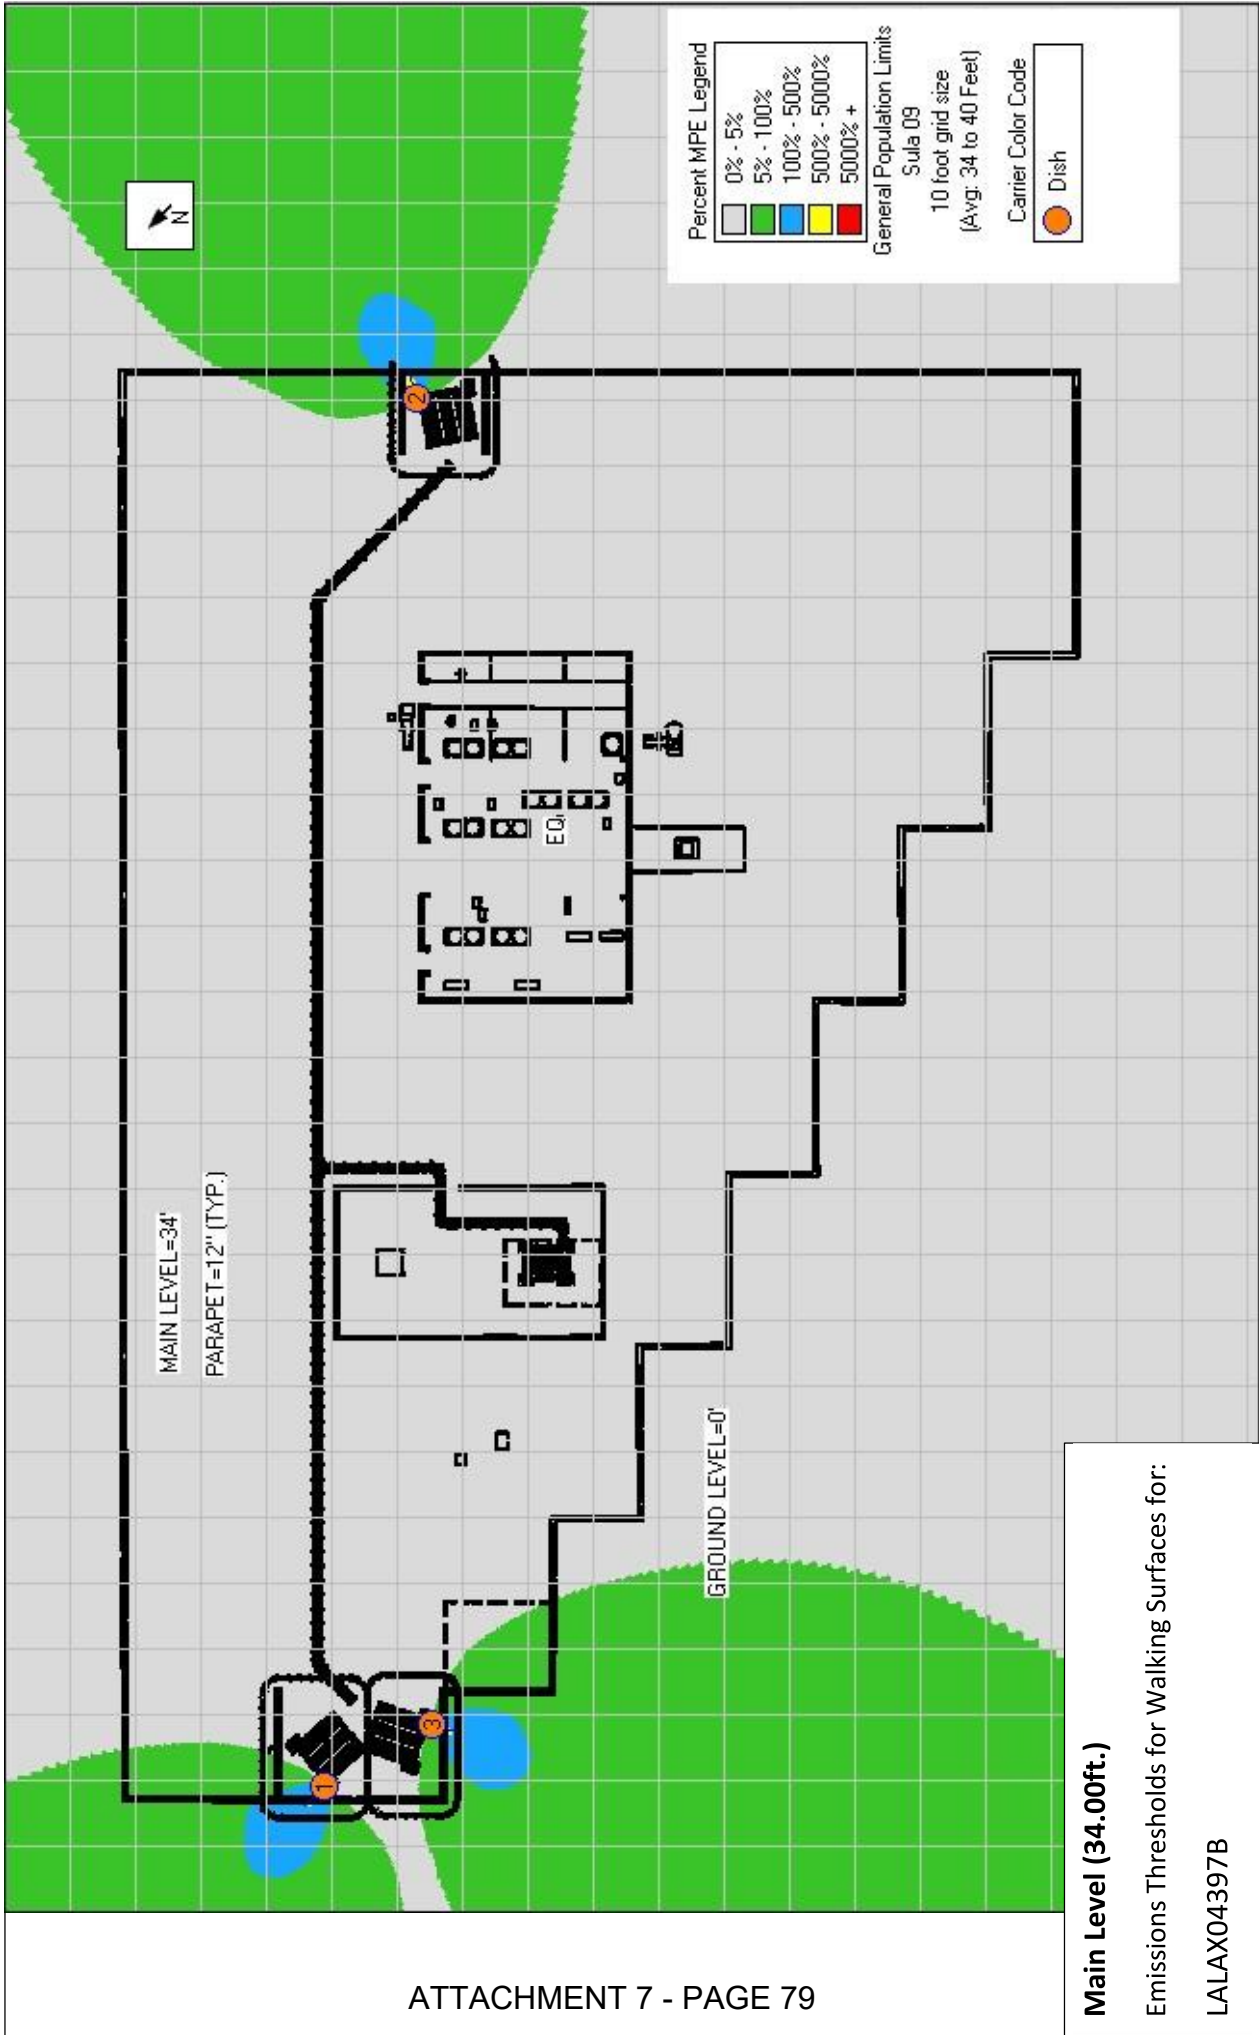 MAIN LEVEL=34'
PARAPET=12" (TYP.)
N
2
EQ.
GROUND LEVEL=0'
1
3
Percent MPE Legend
0% - 5%
5% - 100%
100% - 500%
500% - 5000%
5000% +
General Population Limits
Sula 09
10 foot grid size
(Avg: 34 to 40 Feet)
Carrier Color Code
Dish
Main Level (34.00ft.)
Emissions Thresholds for Walking Surfaces for:
LALAX04397B
ATTACHMENT 7 - PAGE 79